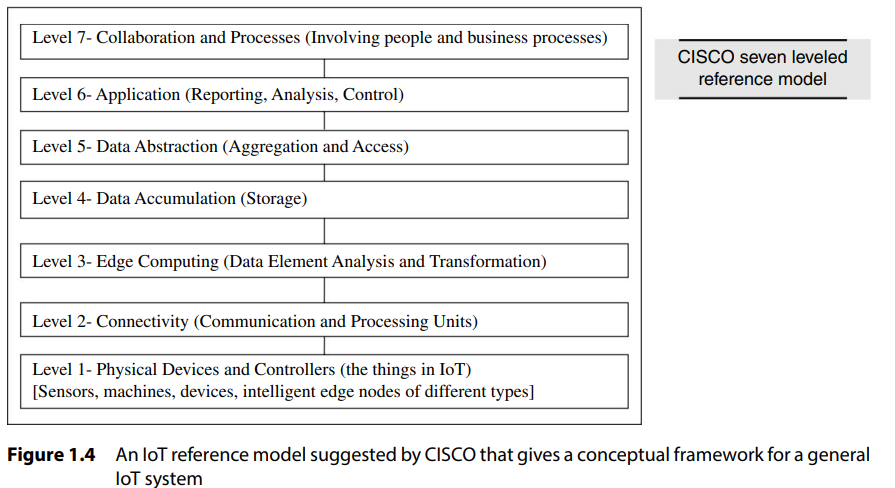 Level 7- Collaboration and Processes (Involving people and business processes)
CISCO seven leveled
reference model
Level 6- Application (Reporting, Analysis, Control)
Level 5- Data Abstraction (Aggregation and Access)
Level 4- Data Accumulation (Storage)
Level 3- Edge Computing (Data Element Analysis and Transformation)
Level 2- Connectivity (Communication and Processing Units)
Level 1- Physical Devices and Controllers (the things in IoT)
[Sensors, machines, devices, intelligent edge nodes of different types]
Figure 1.4 An IoT reference model suggested by CISCO that gives a conceptual framework for a general
IoT system